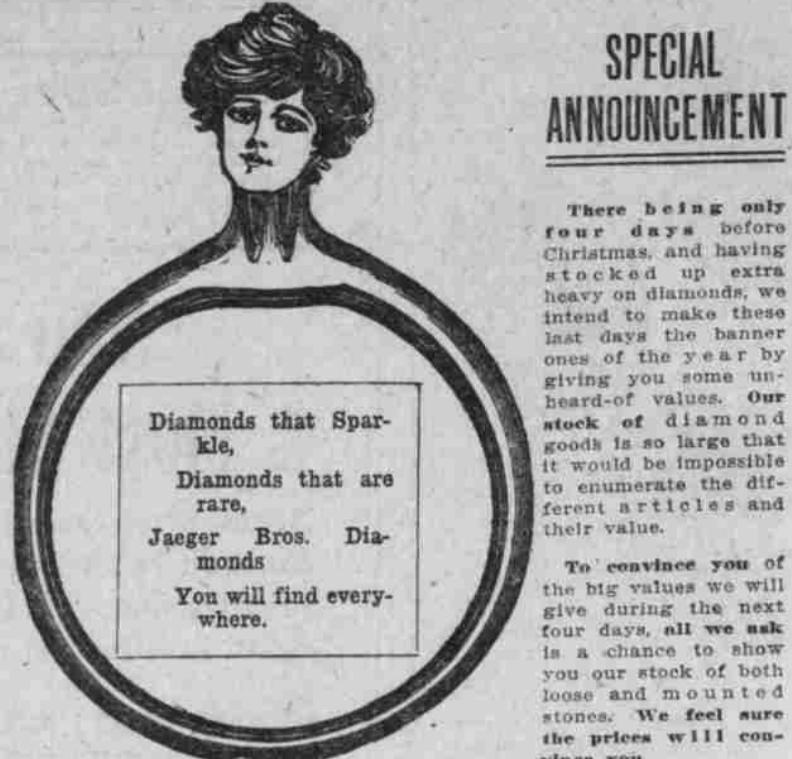 SPECIAL
ANNOUNCEMENT
Diamonds that Spar-
kle,
Diamonds that are
rare,
Jaeger Bros. Dia-
monds
You will find every-
where.
There being only
four days before
Christmas, and having
stocked up extra
heavy on diamonds, we
intend to make these
last days the banner
ones of the year by
giving you some un-
heard-of values. Our
stock of diamond
goods is so large that
it would be impossible
to enumerate the dif-
ferent articles and
their value.
To convince you of
the big values we will
give during the next
four days, all we ask
is a chance to show
you our stock of both
loose and mounted
stones. We feel sure
the prices will con-
vince you